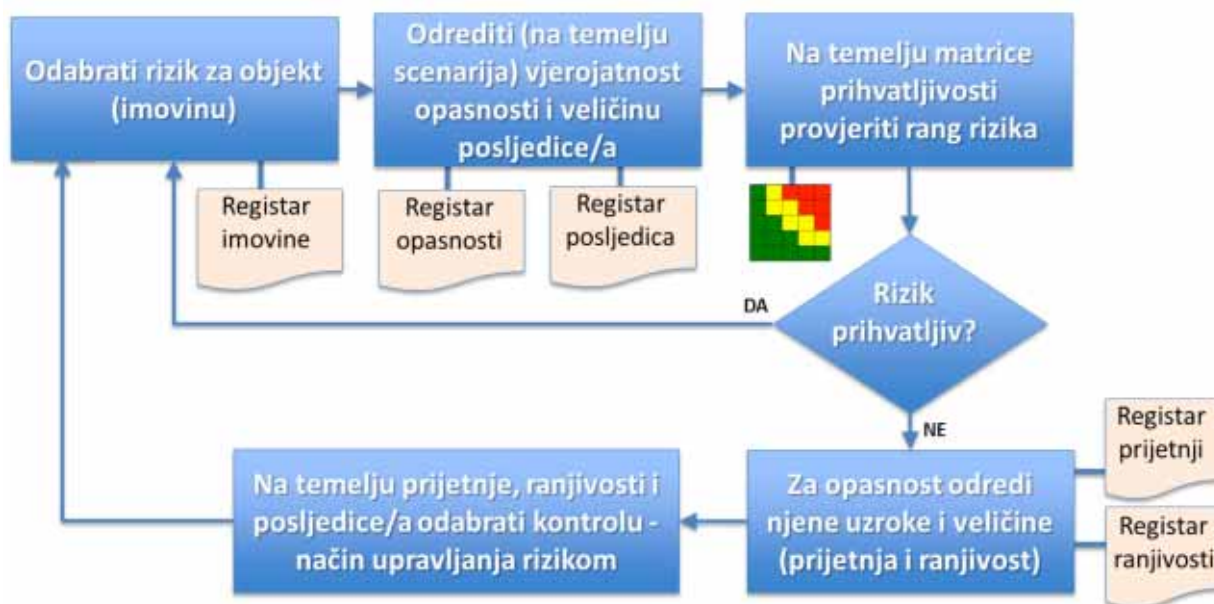 Odabrati rizik za objekt
(imovinu)
Odrediti (na temelju
scenarija) vjerojatnost
opasnosti i veličinu
posljedice/a
Na temelju matrice
prihvatljivosti
provjeriti rang rizika
Registar
imovine
Registar
opasnosti
Registar
posljedica
Rizik
prihvatljiv?
DA
NE
Registar
prijetnji
Za opasnost odredi
njene uzroke i veličine
(prijetnja i ranjivost)
Registar
ranjivosti
Na temelju prijetnje, ranjivosti i
posljedice/a odabrati kontrolu -
način upravljanja rizikom